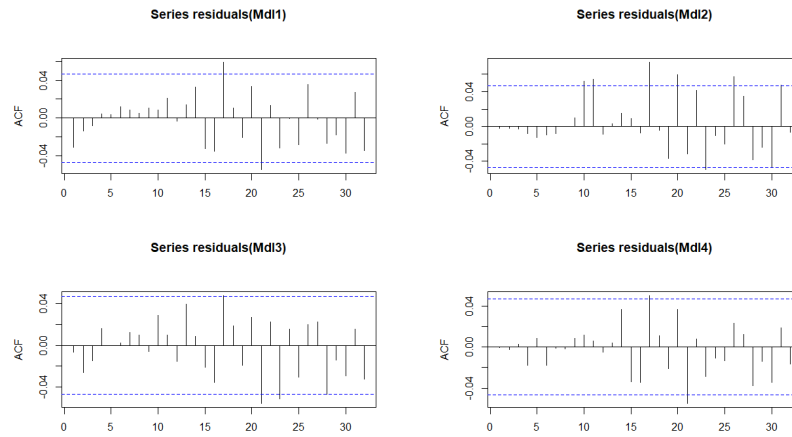 Series residuals(Mdl1)
ACF
0.04
0.00
-0.04
0 5 10 15 20 25 30
Series residuals(Mdl2)
ACF
0.04
0.00
-0.04
0 5 10 15 20 25 30
Series residuals(Mdl3)
ACF
0.04
0.00
-0.04
0 5 10 15 20 25 30
Series residuals(Mdl4)
ACF
0.04
0.00
-0.04
0 5 10 15 20 25 30